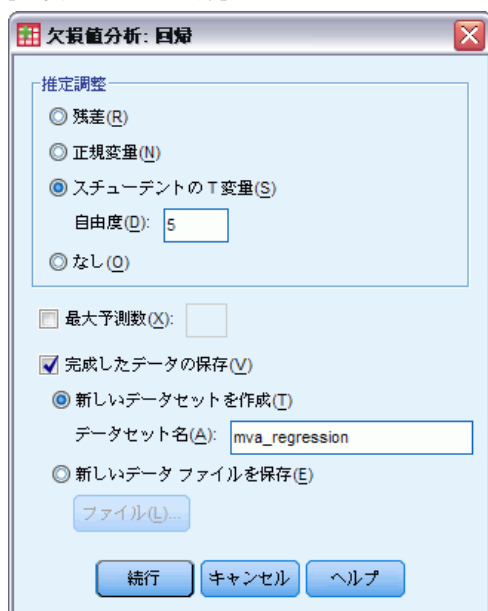 欠損値分析: 回帰
推定調整
残差(R)
正規変量(N)
スチューデントの T 変量(S)
自由度(D): 5
なし(O)
最大予測数(X):
完成したデータの保存(V)
新しいデータセットを作成(T)
データセット名(A): mva_regression
新しいデータ ファイルを保存(E)
ファイル(L)...
続行 キャンセル ヘルプ